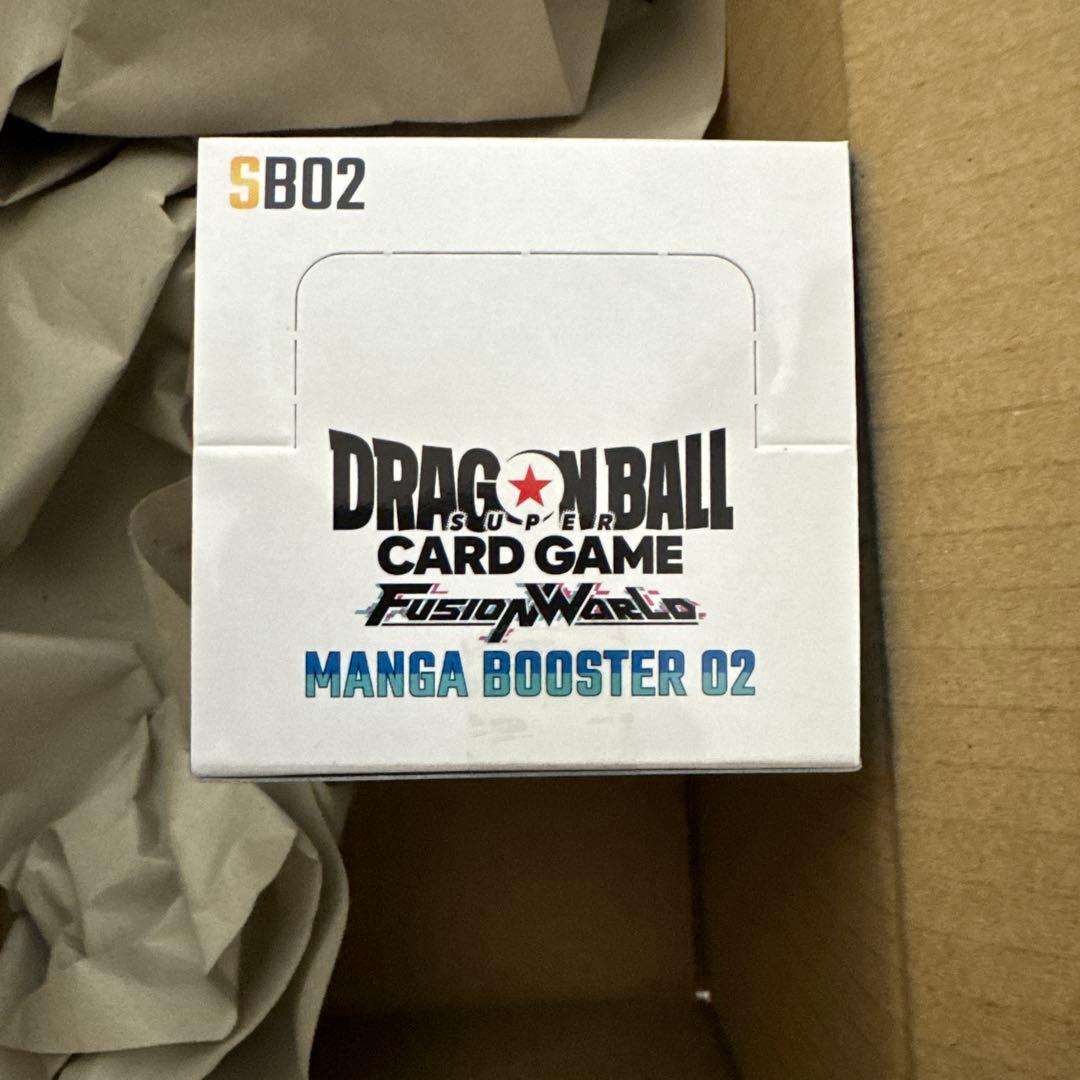 SB02
DRAGON BALL
SUPER
CARD GAME
FUSION WORLD
MANGA BOOSTER 02